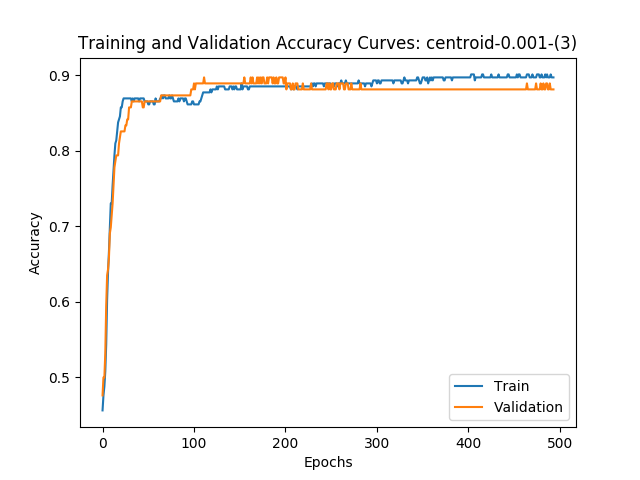 Training and Validation Accuracy Curves: centroid-0.001-(3)
0.9
0.8
0.7
0.6
0.5
Accuracy
0 100 200 300 400 500
Epochs
Train
Validation